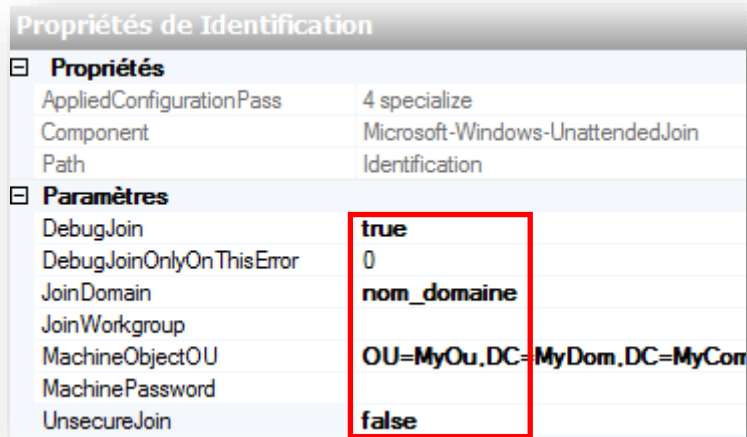 Propriétés de Identification
Propriétés
AppliedConfigurationPass 4 specialize
Component Microsoft-Windows-UnattendedJoin
Path Identification
Paramètres
DebugJoin true
DebugJoinOnlyOnThisError 0
JoinDomain nom_domaine
JoinWorkgroup
MachineObjectOU OU=MyOu,DC=MyDom,DC=MyCom
MachinePassword
UnsecureJoin false